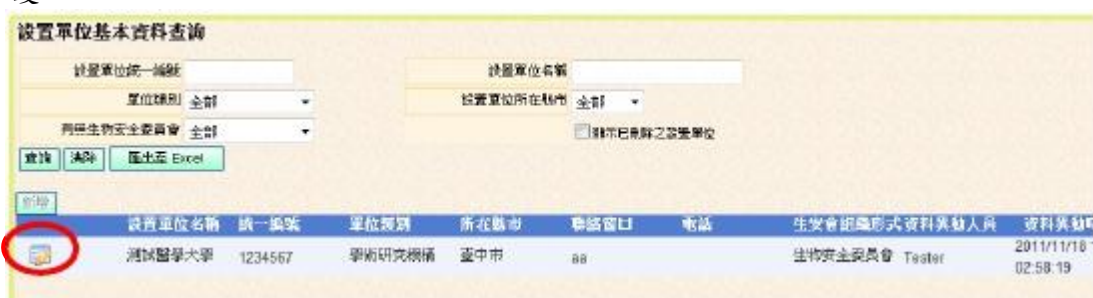 設置單位基本資料查詢
設置單位統一編號 設置單位名稱
單位類別 全部 設置單位所在縣市 全部
生物安全委員會 全部 顯示已刪除之設置單位
查詢 清除 匯出至 Excel
新增
設置單位名稱 統一編號 單位類別 所在縣市 聯絡窗口 電話 生安會組織形式 資料異動人員 資料異動
測試醫學大學 1234567 學術研究機構 臺中市 aa 生物安全委員會 Tester 2011/11/18
02:58:19